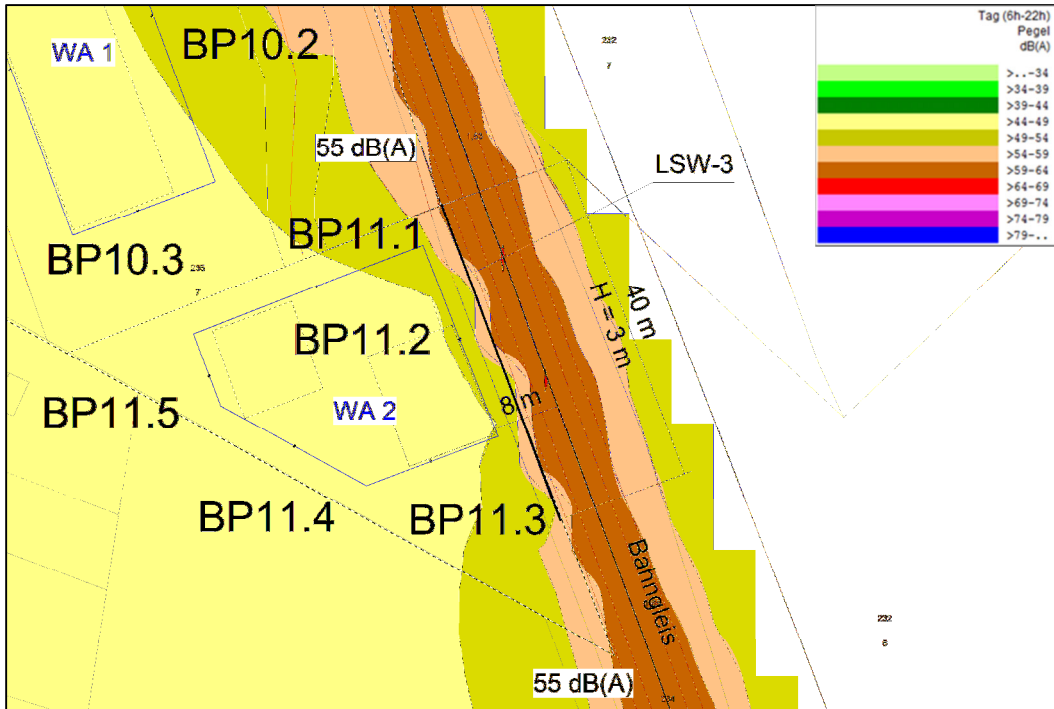 Tag (6h-22h)
Pegel
dB(A)
>..-34
>34-39
>39-44
>44-49
>49-54
>54-59
>59-64
>64-69
>69-74
>74-79
>79-..
WA 1
BP10.2
232
7
55 dB(A)
LSW-3
BP11.1
BP10.3
7
40 m
H = 3 m
BP11.2
8 m
WA 2
BP11.5
BP11.4
BP11.3
Bahngleis
232
55 dB(A)